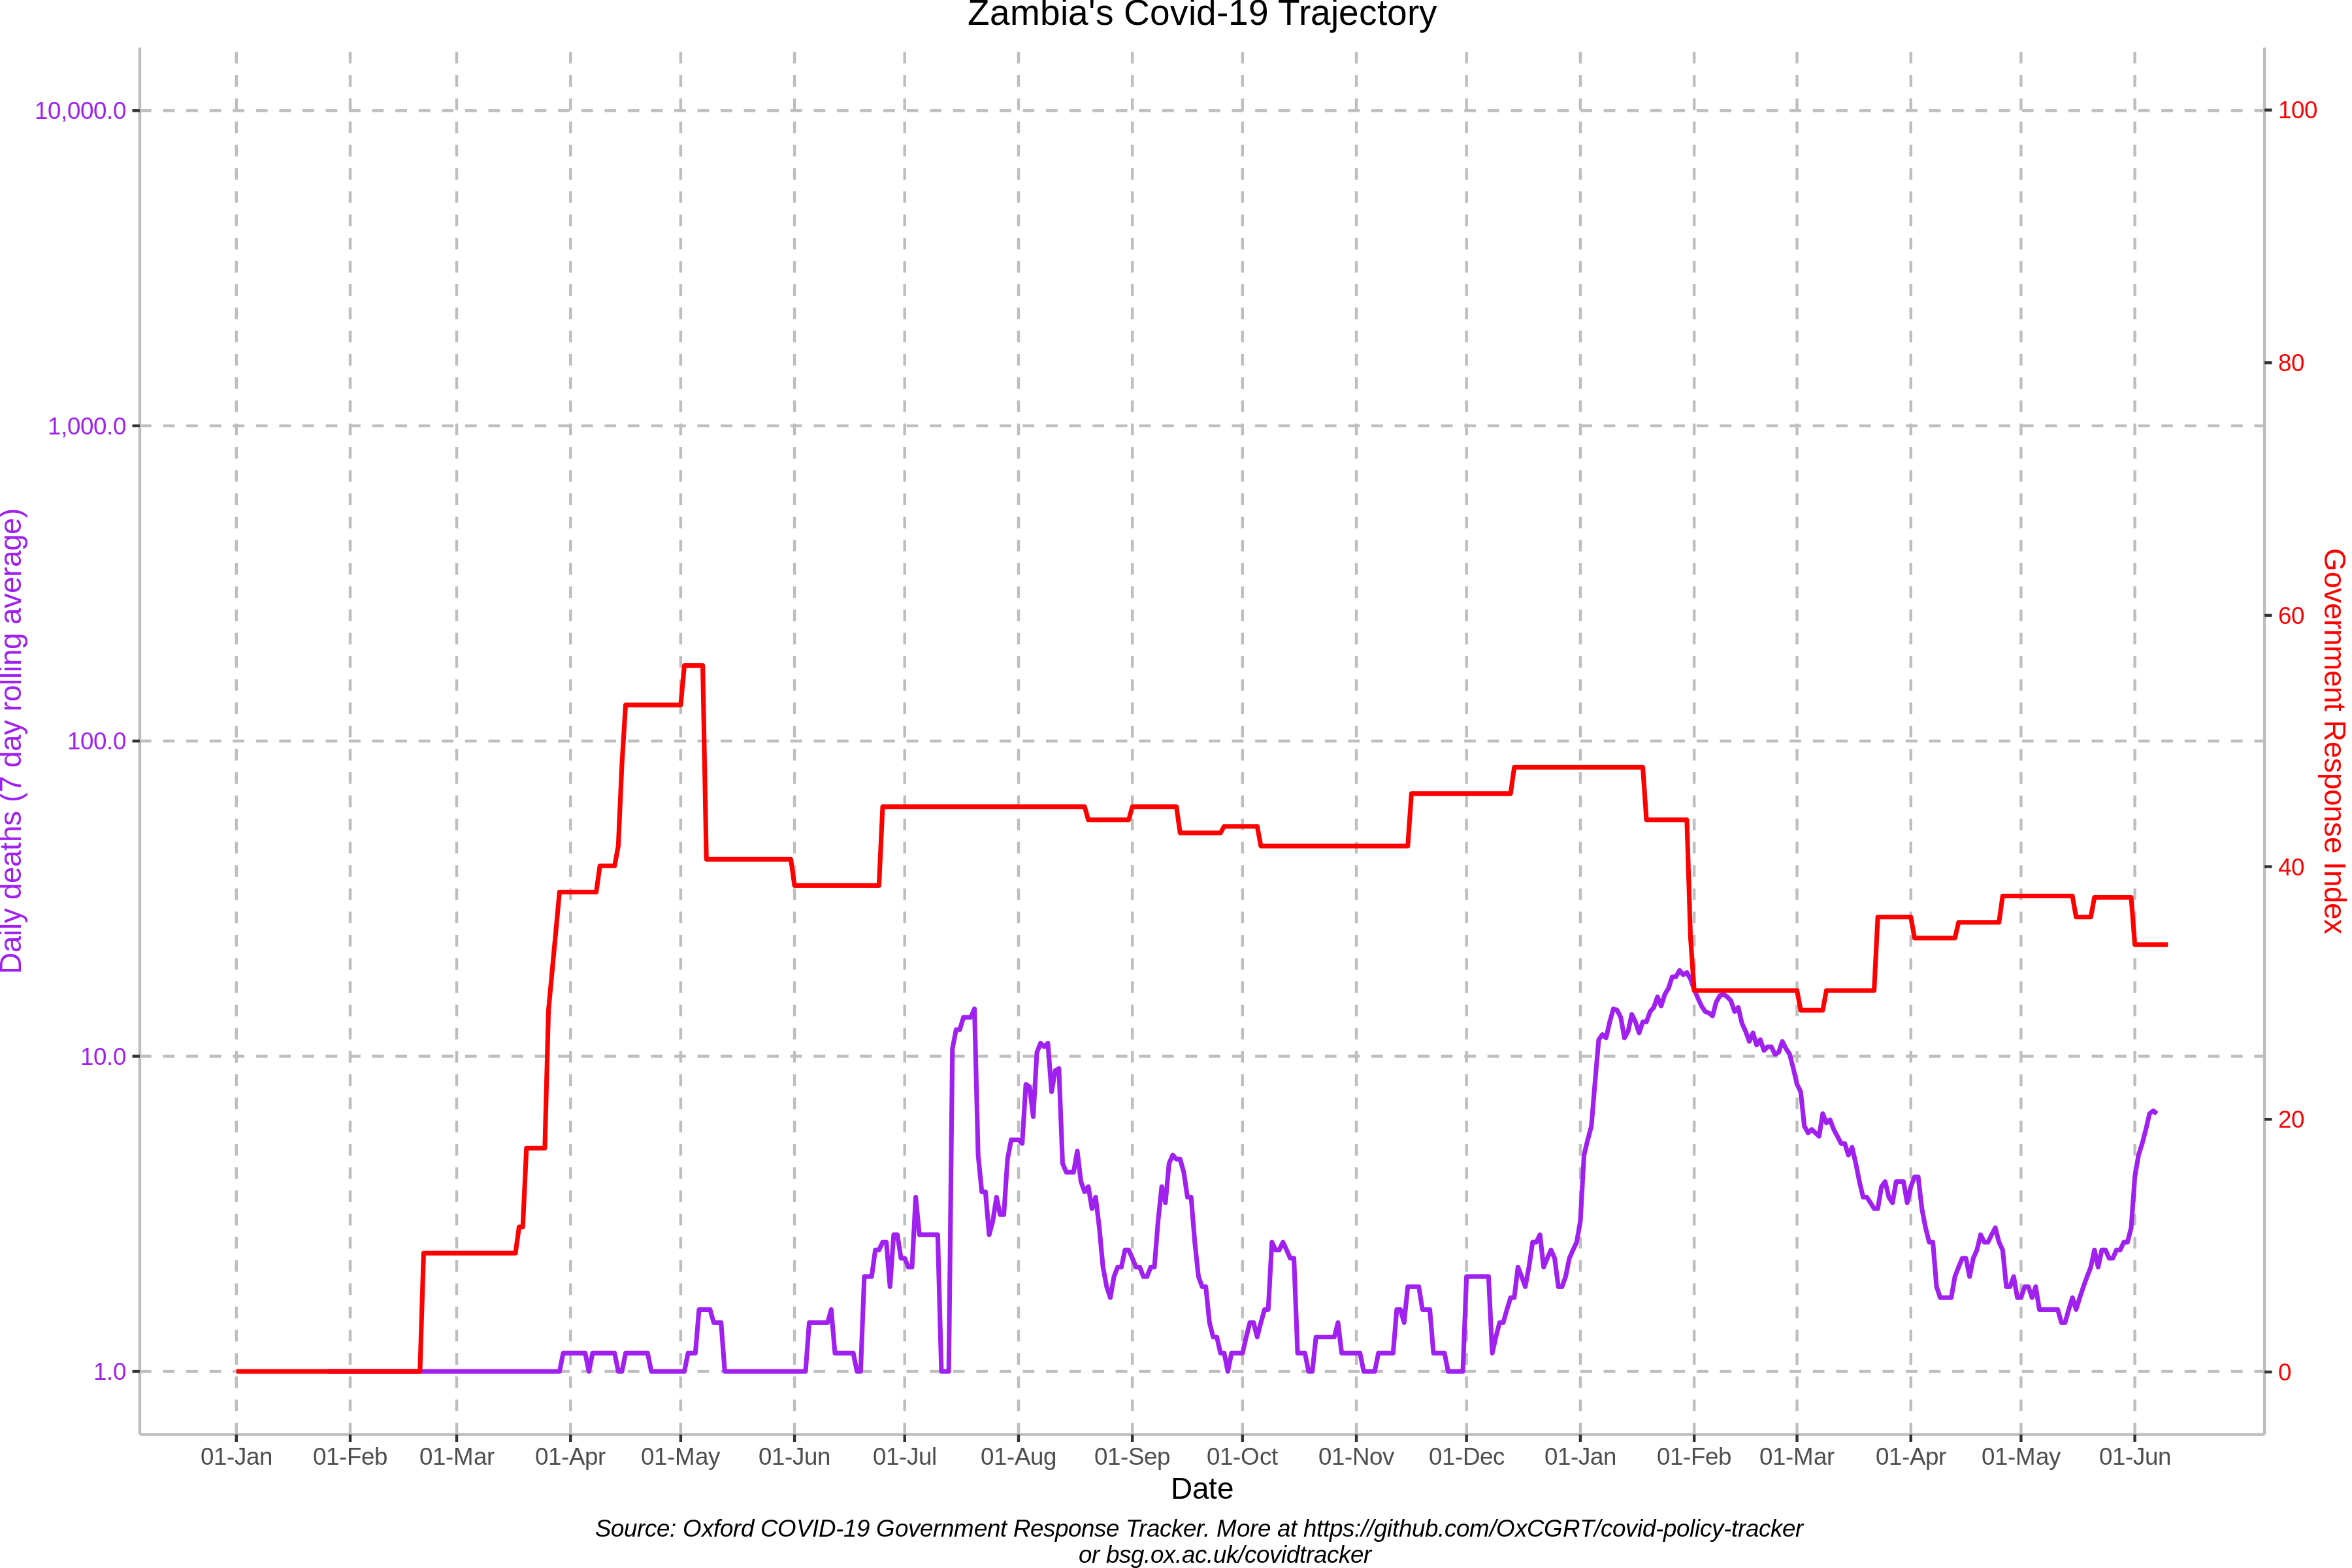 Zambia's Covid-19 Trajectory
10,000.0
1,000.0
100.0
10.0
1.0
Daily deaths (7 day rolling average)
100
80
60
40
20
0
Government Response Index
01-Jan 01-Feb 01-Mar 01-Apr 01-May 01-Jun 01-Jul 01-Aug 01-Sep 01-Oct 01-Nov 01-Dec 01-Jan 01-Feb 01-Mar 01-Apr 01-May 01-Jun
Date
Source: Oxford COVID-19 Government Response Tracker. More at https://github.com/OxCGRT/covid-policy-tracker
or bsg.ox.ac.uk/covidtracker